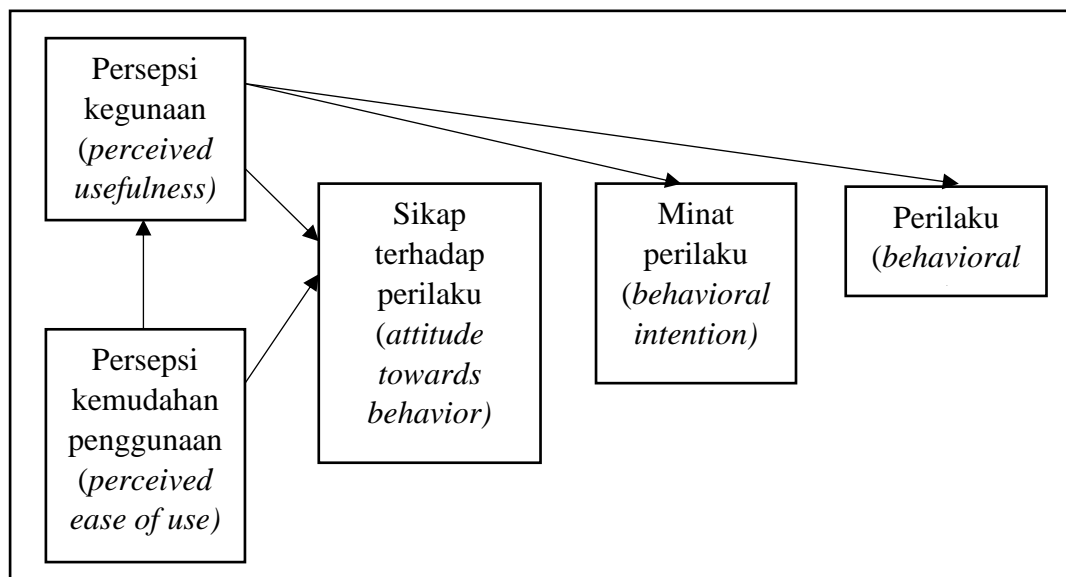 Persepsi
kegunaan
(perceived
usefulness)
Persepsi
kemudahan
penggunaan
(perceived
ease of use)
Sikap
terhadap
perilaku
(attitude
towards
behavior)
Minat
perilaku
(behavioral
intention)
Perilaku
(behavioral